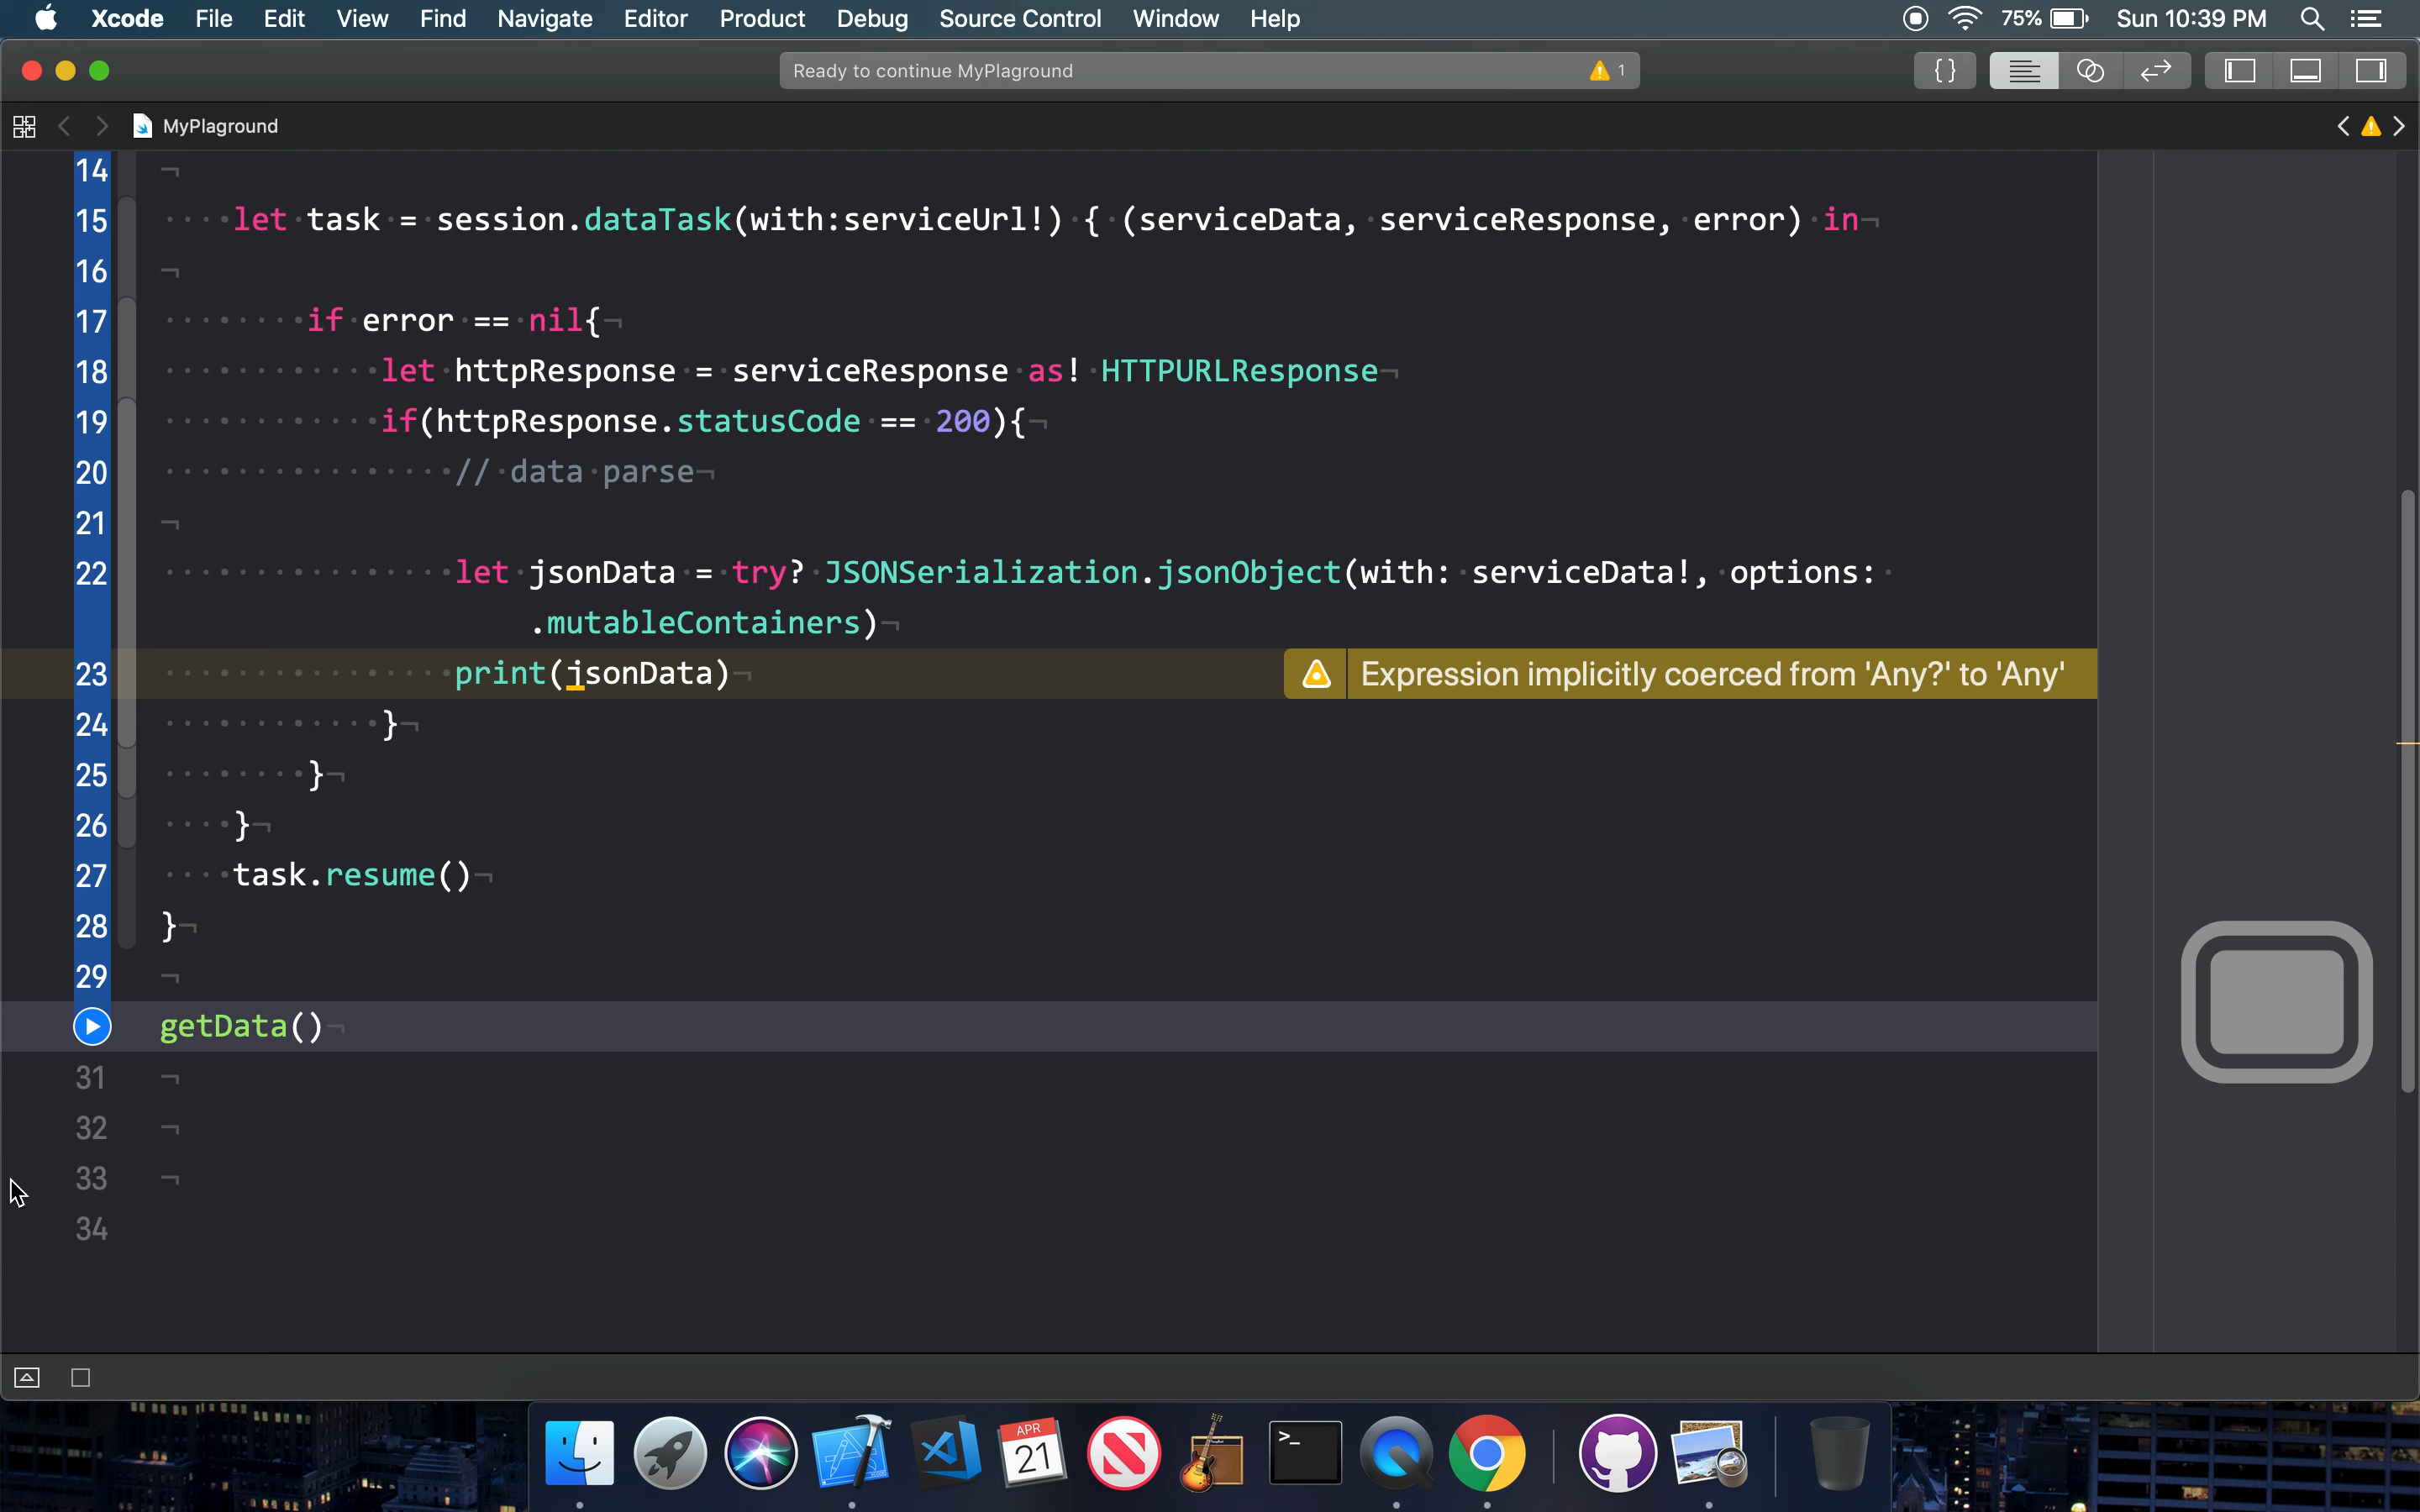 Xcode File Edit View Find Navigate Editor Product Debug Source Control Window Help 75% Sun 10:39 PM
Ready to continue MyPlaground 1 { }
MyPlaground
14
15 let task = session.dataTask(with:serviceUrl!) { (serviceData, serviceResponse, error) in
16
17 if error == nil{
18 let httpResponse = serviceResponse as! HTTPURLResponse
19 if(httpResponse.statusCode == 200){
20 // data parse
21
22 let jsonData = try? JSONSerialization.jsonObject(with: serviceData!, options:
.mutableContainers)
23 print(jsonData) Expression implicitly coerced from 'Any?' to 'Any'
24 }
25 }
26 }
27 task.resume()
28 }
29
getData()
31
32
33
34
APR
21
>_